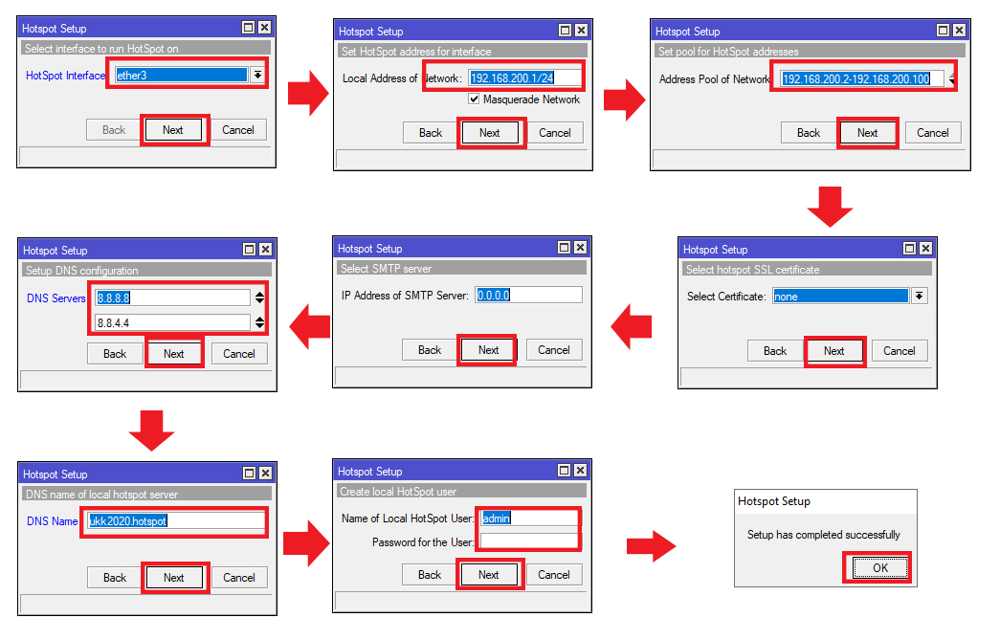 Hotspot Setup
Select interface to run HotSpot on
HotSpot Interface
ether3
Back Next Cancel
Hotspot Setup
Set HotSpot address for interface
Local Address of Network: 192.168.200.1/24
Masquerade Network
Back Next Cancel
Hotspot Setup
Set pool for HotSpot addresses
Address Pool of Network 192.168.200.2-192.168.200.100
Back Next Cancel
Hotspot Setup
Select hotspot SSL certificate
Select Certificate: none
Back Next Cancel
Hotspot Setup
Select SMTP server
IP Address of SMTP Server: 0.0.0.0
Back Next Cancel
Hotspot Setup
Setup DNS configuration
DNS Servers 8.8.8.8
8.8.4.4
Back Next Cancel
Hotspot Setup
DNS name of local hotspot server
DNS Name ukk2020.hotspot
Back Next Cancel
Hotspot Setup
Create local HotSpot user
Name of Local HotSpot User: admin
Password for the User:
Back Next Cancel
Hotspot Setup
Setup has completed successfully
OK